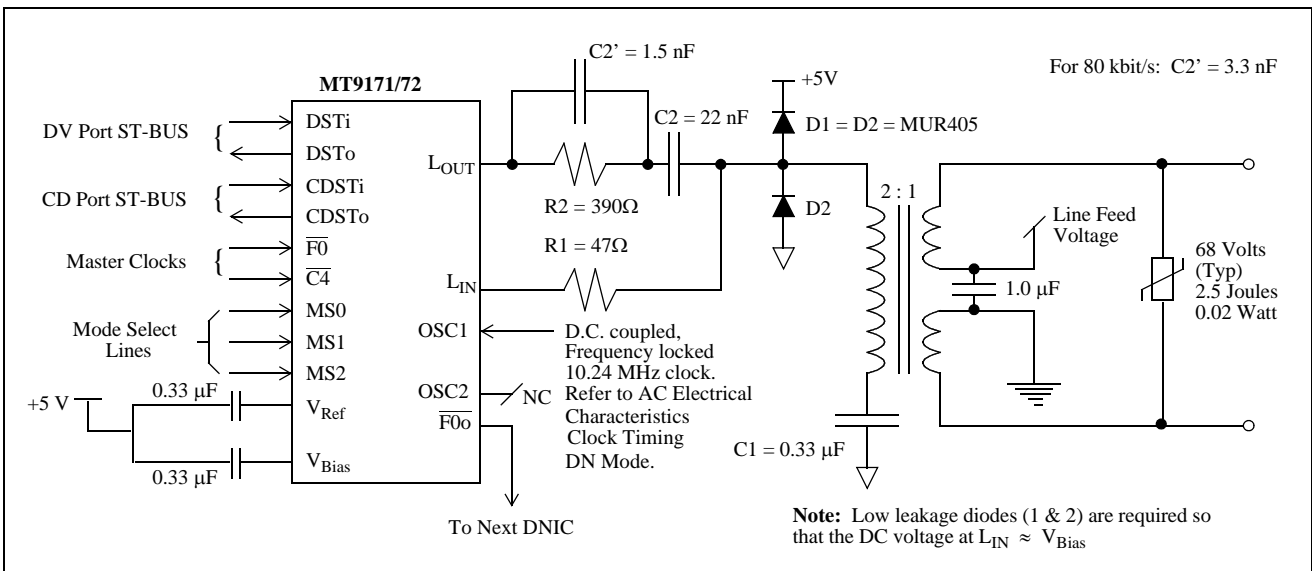 C2' = 1.5 nF
For 80 kbit/s: C2' = 3.3 nF
MT9171/72
+5V
DV Port ST-BUS {
DSTi
DSTo
C2 = 22 nF
D1 = D2 = MUR405
CD Port ST-BUS {
CDSTi
CDSTo
L_OUT
R2 = 390Ω
D2
2 : 1
Line Feed
Voltage
Master Clocks {
F̅0̅
C̅4̅
R1 = 47Ω
L_IN
68 Volts
(Typ)
2.5 Joules
0.02 Watt
1.0 µF
Mode Select
Lines
MS0
MS1
MS2
OSC1
D.C. coupled,
Frequency locked
10.24 MHz clock.
Refer to AC Electrical
Characteristics
Clock Timing
DN Mode.
OSC2
NC
F̅0̅o̅
+5 V
0.33 µF
V_Ref
0.33 µF
V_Bias
C1 = 0.33 µF
To Next DNIC
Note: Low leakage diodes (1 & 2) are required so
that the DC voltage at L_IN ≈ V_Bias